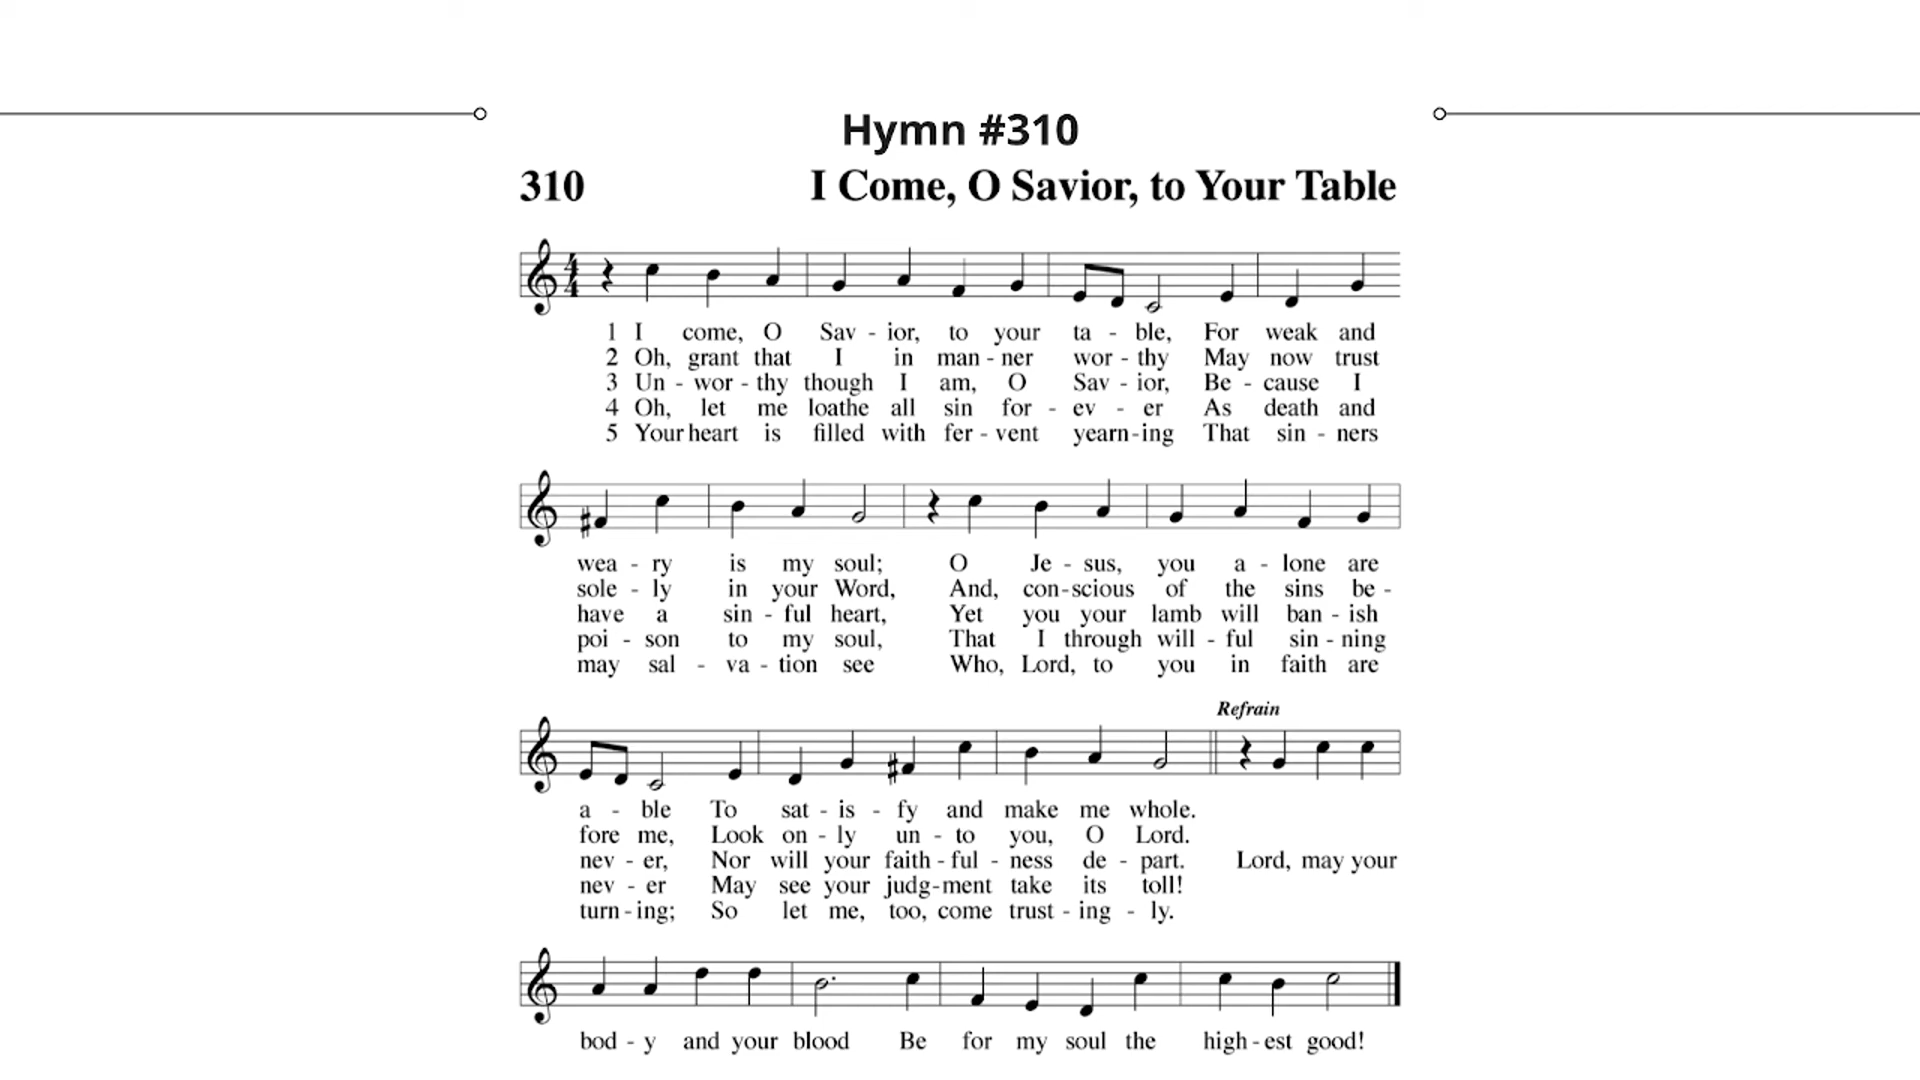 Hymn #310
310 I Come, O Savior, to Your Table
4 4
1 I come, O Sav - ior, to your ta - ble, For weak and
2 Oh, grant that I in man - ner wor - thy May now trust
3 Un - wor - thy though I am, O Sav - ior, Be - cause I
4 Oh, let me loathe all sin for - ev - er As death and
5 Your heart is filled with fer - vent yearn - ing That sin - ners
wea - ry is my soul; O Je - sus, you a - lone are
sole - ly in your Word, And, con - scious of the sins be -
have a sin - ful heart, Yet you your lamb will ban - ish
poi - son to my soul, That I through will - ful sin - ning
may sal - va - tion see Who, Lord, to you in faith are
Refrain
a - ble To sat - is - fy and make me whole.
fore me, Look on - ly un - to you, O Lord.
nev - er, Nor will your faith - ful - ness de - part. Lord, may your
nev - er May see your judg - ment take its toll!
turn - ing; So let me, too, come trust - ing - ly.
bod - y and your blood Be for my soul the high - est good!